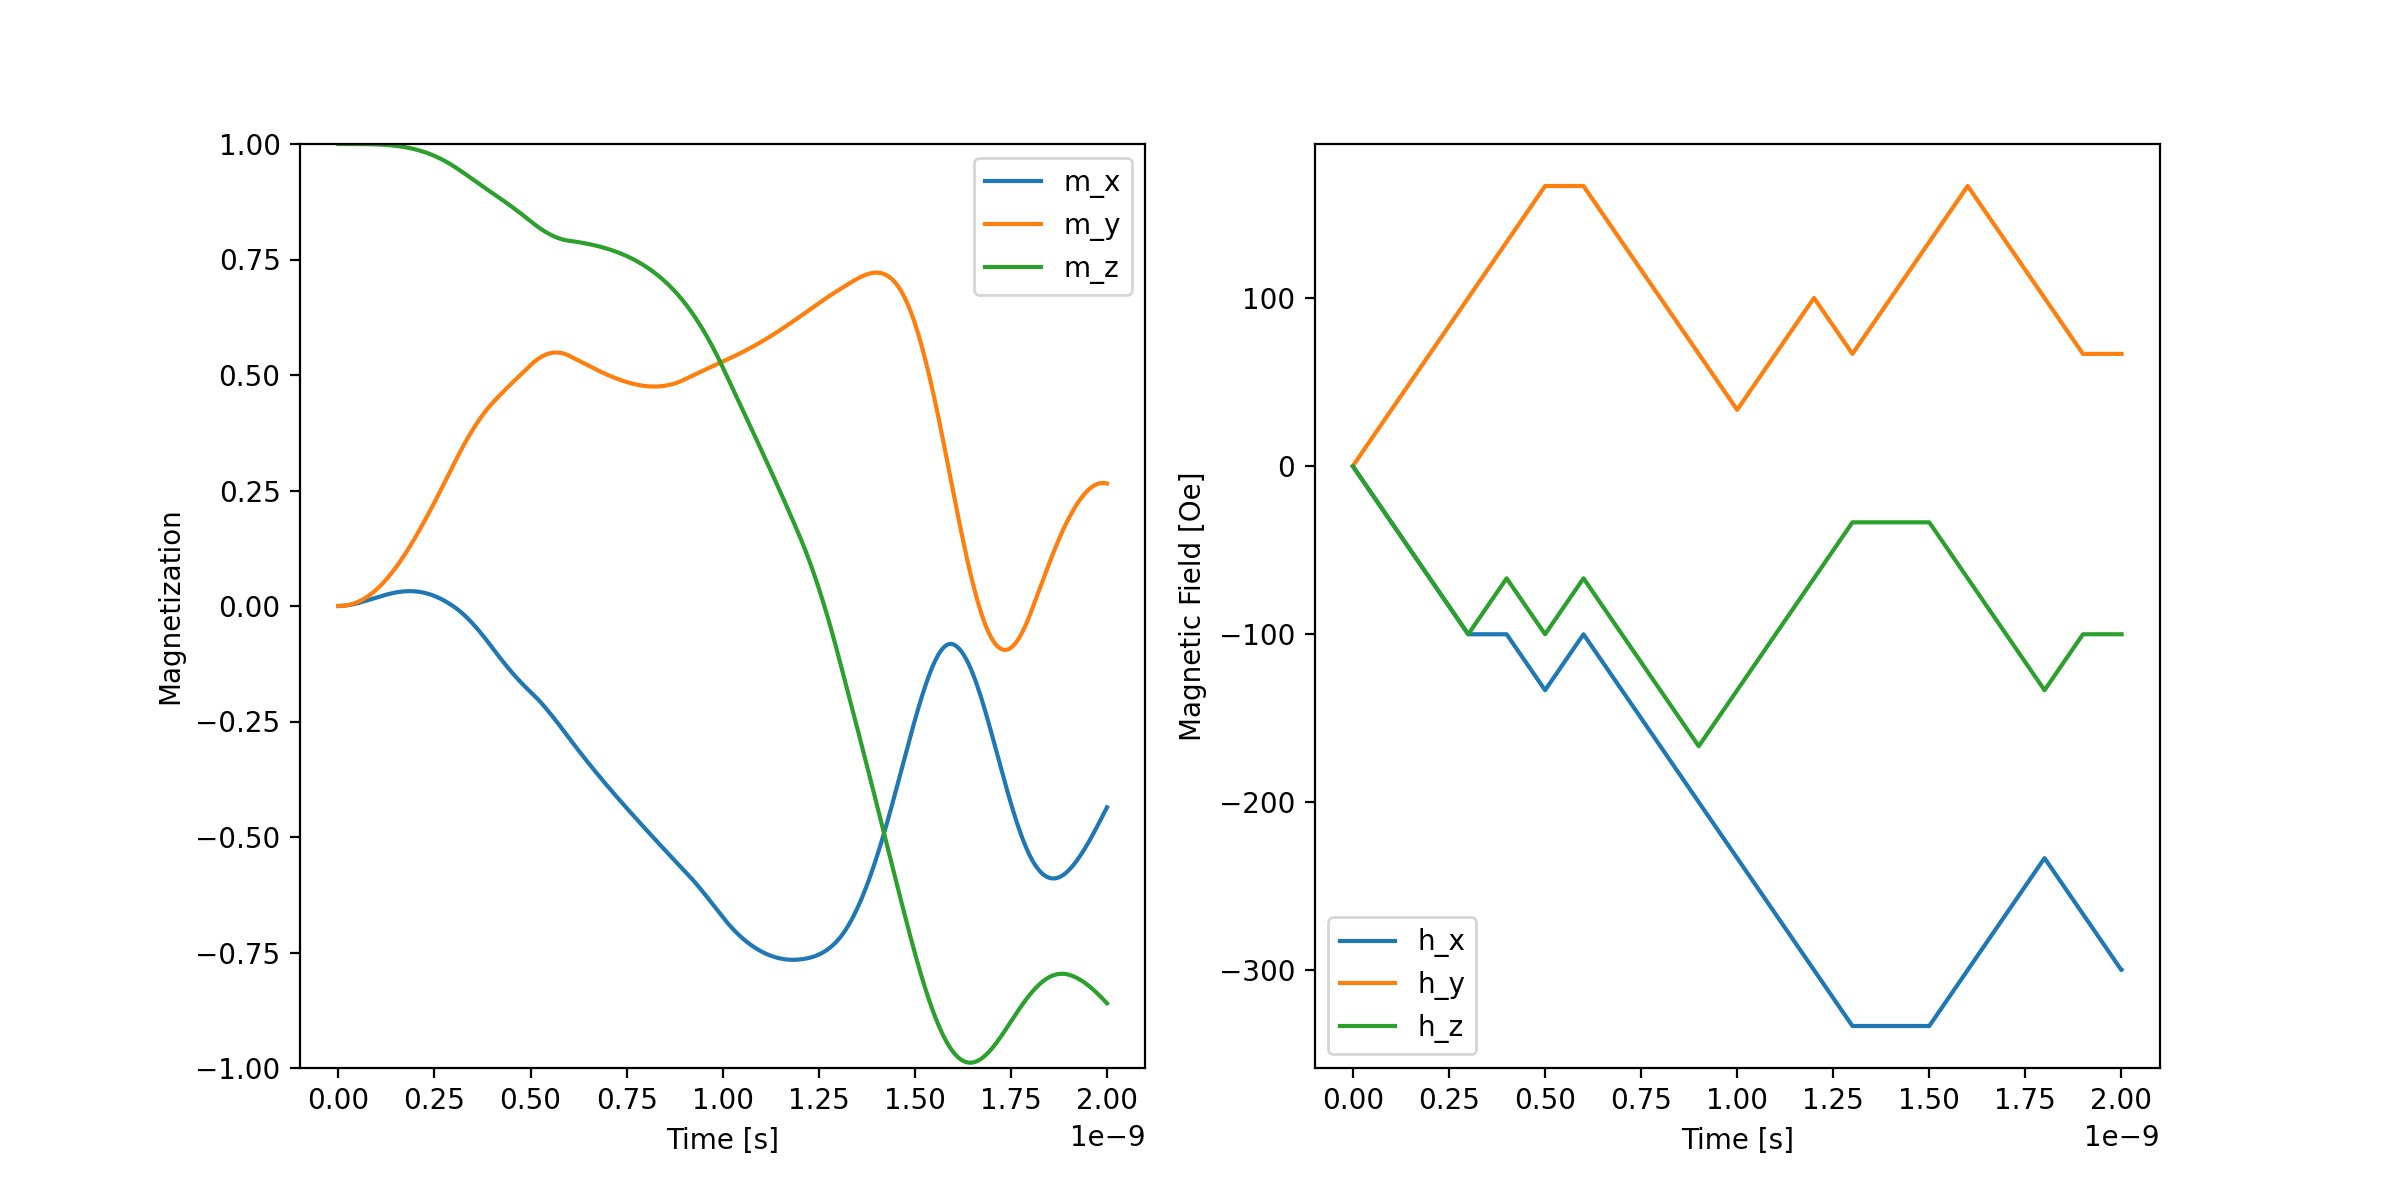 Magnetization
1.00
0.75
0.50
0.25
0.00
−0.25
−0.50
−0.75
−1.00
m_x
m_y
m_z
0.00 0.25 0.50 0.75 1.00 1.25 1.50 1.75 2.00
Time [s]
1e−9
Magnetic Field [Oe]
100
0
−100
−200
−300
h_x
h_y
h_z
0.00 0.25 0.50 0.75 1.00 1.25 1.50 1.75 2.00
Time [s]
1e−9